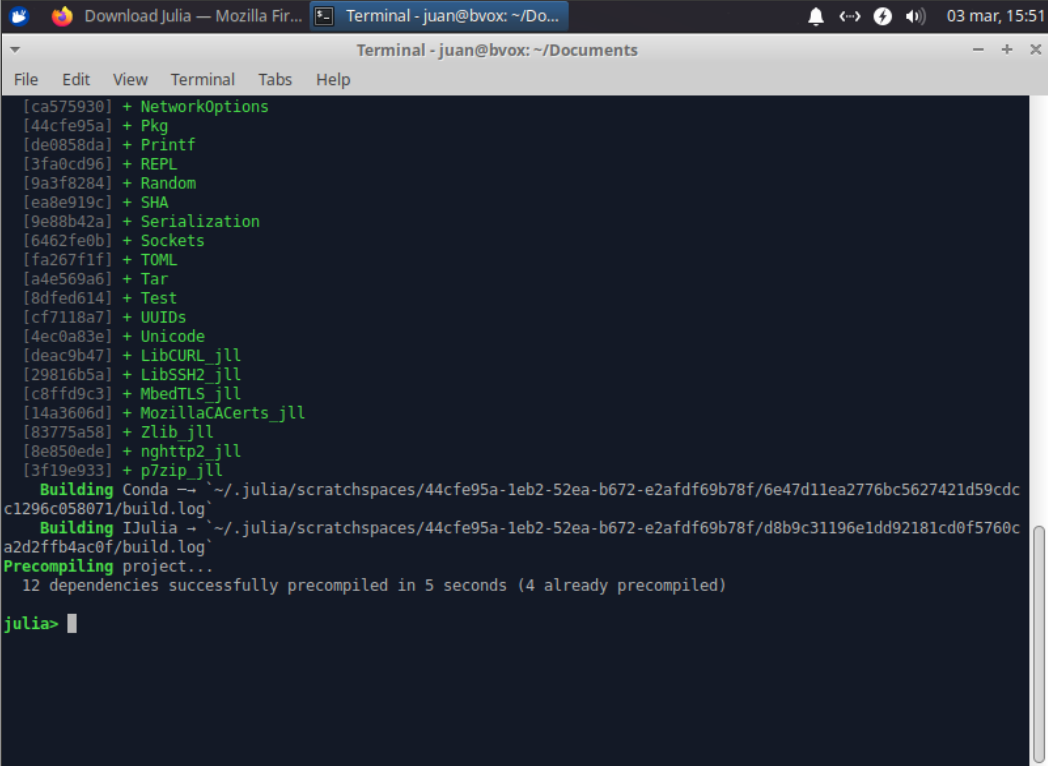 Download Julia — Mozilla Fir...
Terminal - juan@bvox: ~/Do...
03 mar, 15:51
Terminal - juan@bvox: ~/Documents
File Edit View Terminal Tabs Help
[ca575930] + NetworkOptions
[44cfe95a] + Pkg
[de0858da] + Printf
[3fa0cd96] + REPL
[9a3f8284] + Random
[ea8e919c] + SHA
[9e88b42a] + Serialization
[6462fe0b] + Sockets
[fa267f1f] + TOML
[a4e569a6] + Tar
[8dfed614] + Test
[cf7118a7] + UUIDs
[4ec0a83e] + Unicode
[deac9b47] + LibCURL_jll
[29816b5a] + LibSSH2_jll
[c8ffd9c3] + MbedTLS_jll
[14a3606d] + MozillaCACerts_jll
[83775a58] + Zlib_jll
[8e850ede] + nghttp2_jll
[3f19e933] + p7zip_jll
Building Conda ─→ `~/.julia/scratchspaces/44cfe95a-1eb2-52ea-b672-e2afdf69b78f/6e47d11ea2776bc5627421d59cdc
c1296c058071/build.log`
Building IJulia → `~/.julia/scratchspaces/44cfe95a-1eb2-52ea-b672-e2afdf69b78f/d8b9c31196e1dd92181cd0f5760c
a2d2ffb4ac0f/build.log`
Precompiling project...
12 dependencies successfully precompiled in 5 seconds (4 already precompiled)
julia>